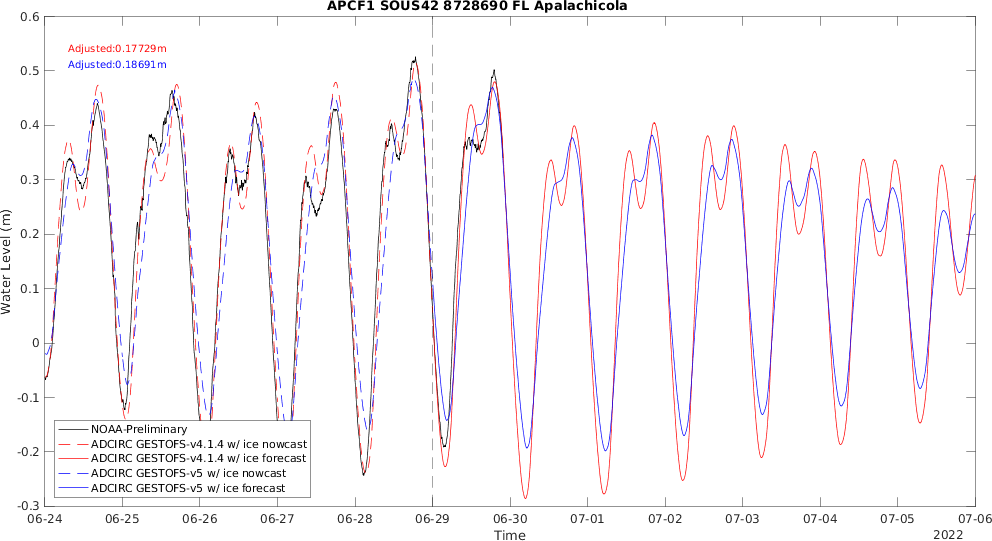 APCF1 SOUS42 8728690 FL Apalachicola
Adjusted:0.17729m
Adjusted:0.18691m
Water Level (m)
0.6
0.5
0.4
0.3
0.2
0.1
0
-0.1
-0.2
-0.3
NOAA-Preliminary
ADCIRC GESTOFS-v4.1.4 w/ ice nowcast
ADCIRC GESTOFS-v4.1.4 w/ ice forecast
ADCIRC GESTOFS-v5 w/ ice nowcast
ADCIRC GESTOFS-v5 w/ ice forecast
06-24 06-25 06-26 06-27 06-28 06-29 06-30 07-01 07-02 07-03 07-04 07-05 07-06
Time
2022